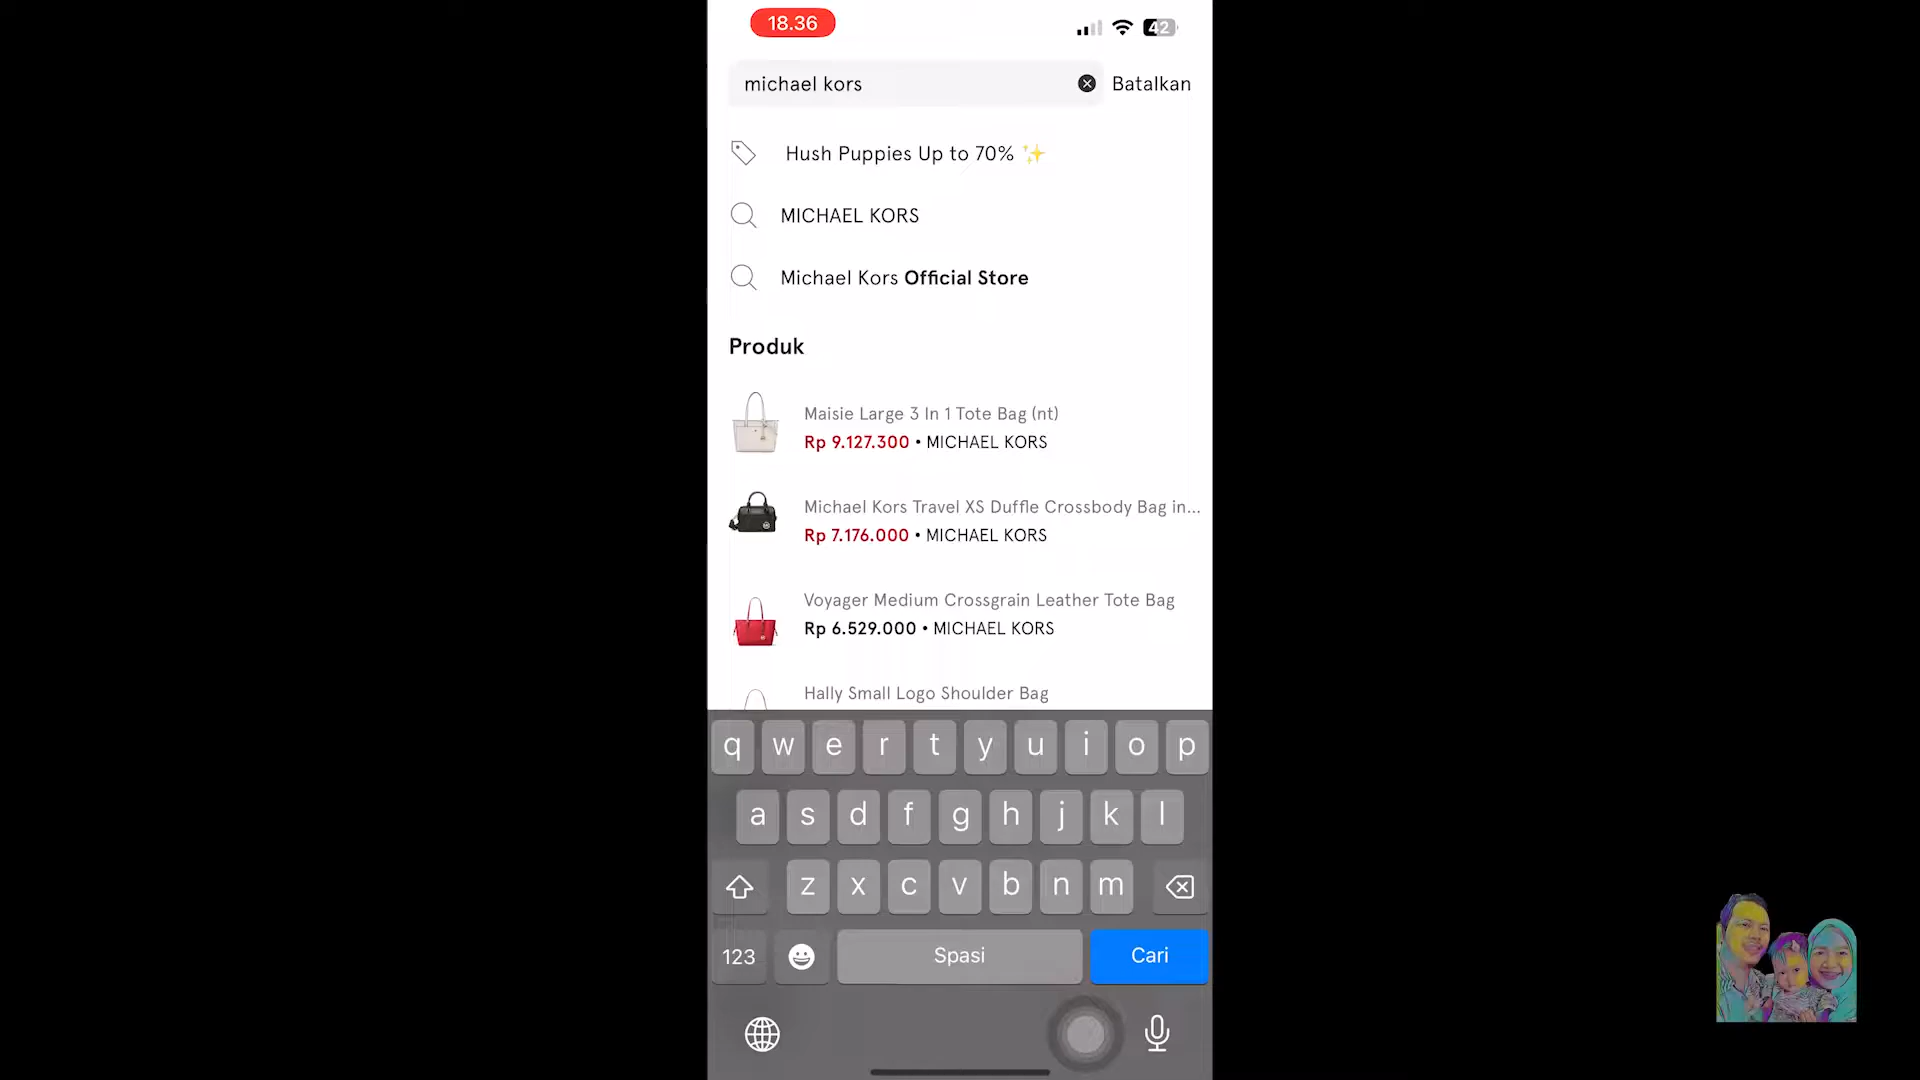 18.36
42
michael kors
Batalkan
Hush Puppies Up to 70% ✨
MICHAEL KORS
Michael Kors Official Store
Produk
Maisie Large 3 In 1 Tote Bag (nt)
Rp 9.127.300 • MICHAEL KORS
Michael Kors Travel XS Duffle Crossbody Bag in...
Rp 7.176.000 • MICHAEL KORS
Voyager Medium Crossgrain Leather Tote Bag
Rp 6.529.000 • MICHAEL KORS
Hally Small Logo Shoulder Bag
q w e r t y u i o p
a s d f g h j k l
z x c v b n m
123
Spasi
Cari